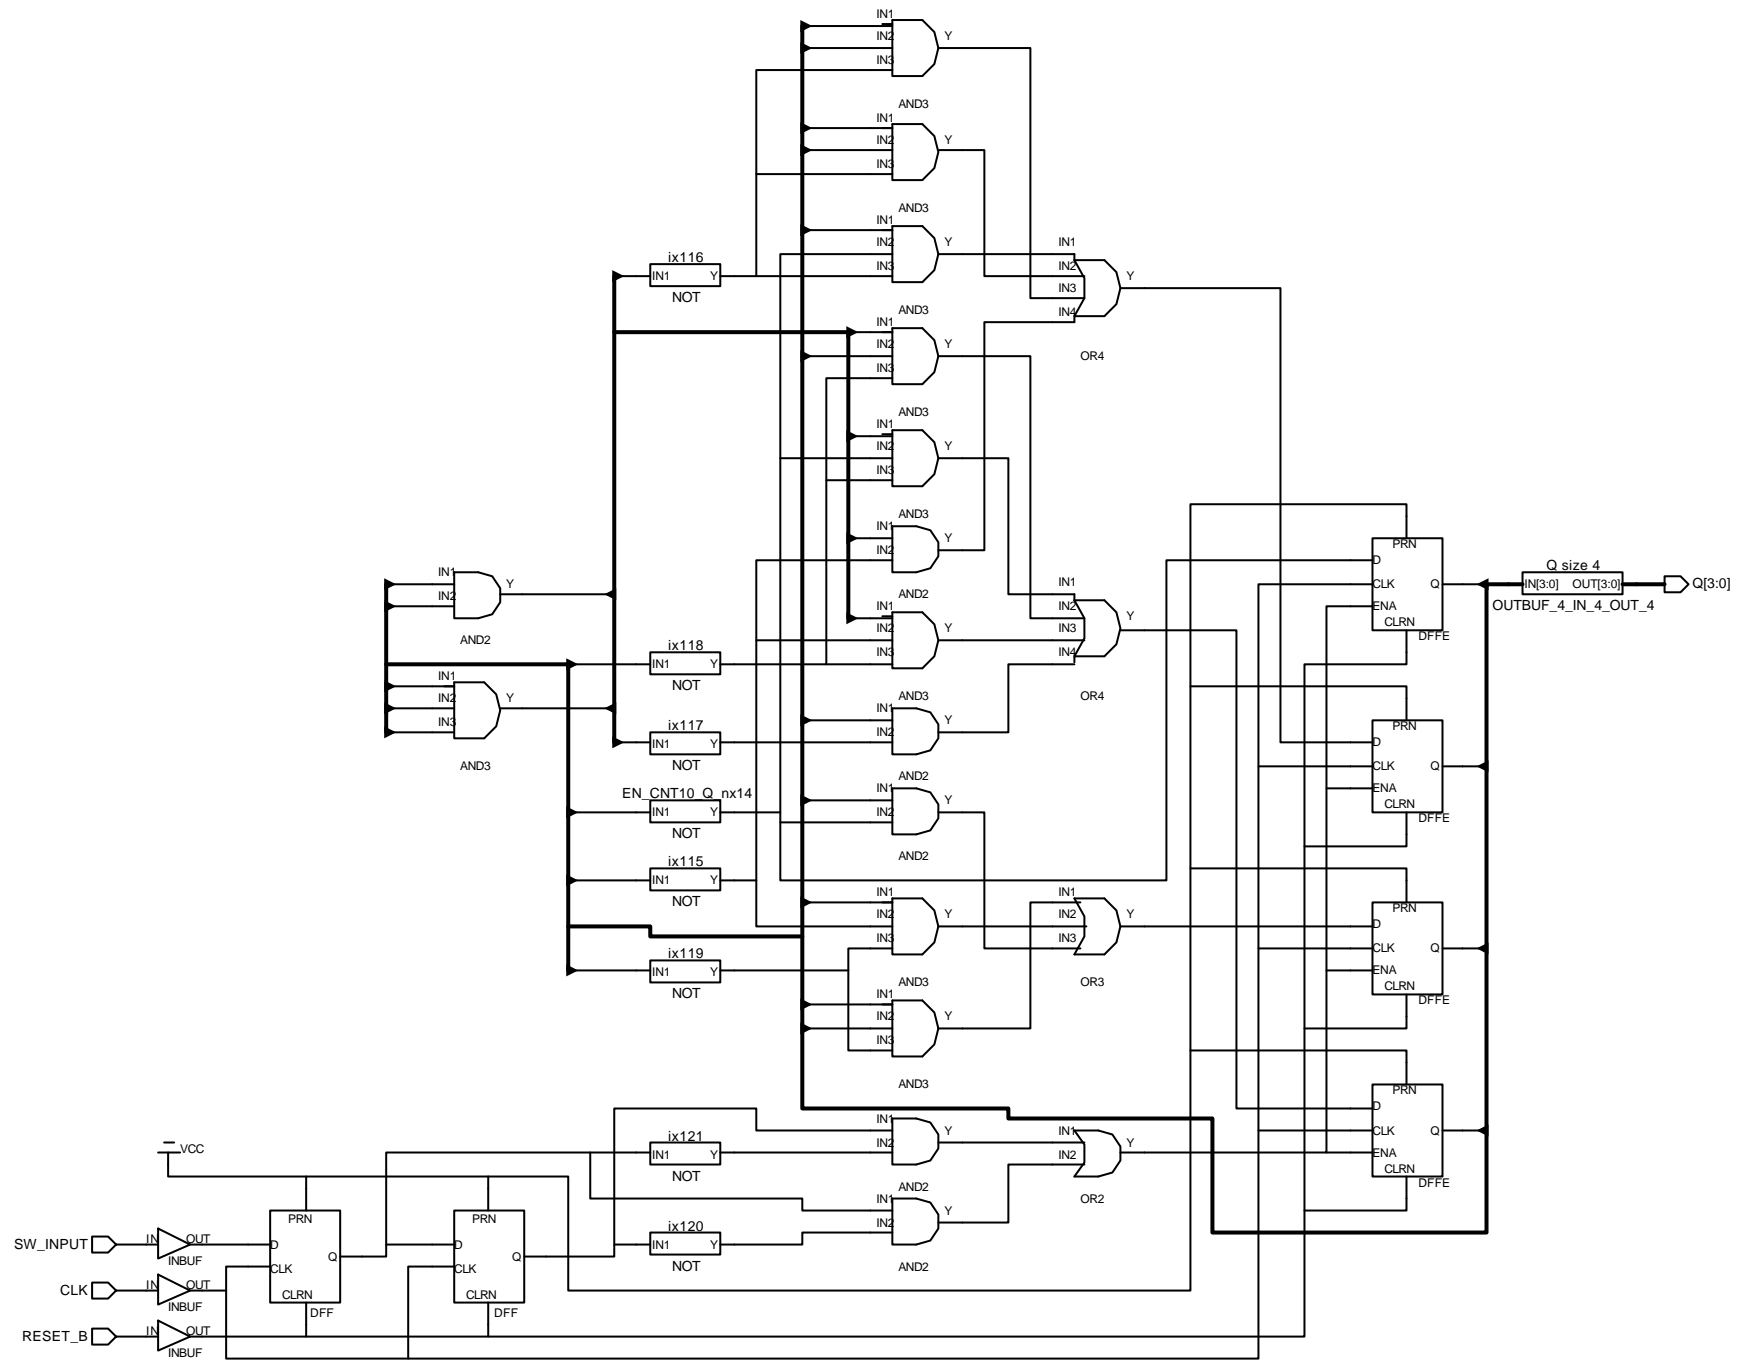 IN1
IN2
IN3
Y
AND3
IN1
IN2
IN3
Y
AND3
IN1
IN2
IN3
Y
AND3
ix116
IN1 Y
NOT
IN1
IN2
IN3
IN4
Y
OR4
IN1
IN2
IN3
Y
AND3
IN1
IN2
IN3
Y
AND3
IN1
IN2
Y
AND2
IN1
IN2
Y
AND2
IN1
IN2
IN3
Y
AND3
ix118
IN1 Y
NOT
ix117
IN1 Y
NOT
IN1
IN2
IN3
Y
AND3
IN1
IN2
Y
AND2
IN1
IN2
IN3
IN4
Y
OR4
PRN
D
CLK Q
ENA
CLRN
DFFE
Q size 4
IN[3:0] OUT[3:0]
OUTBUF_4_IN_4_OUT_4
Q[3:0]
PRN
D
CLK Q
ENA
CLRN
DFFE
EN_CNT10_Q_nx14
IN1 Y
NOT
IN1
IN2
Y
AND2
ix115
IN1 Y
NOT
IN1
IN2
IN3
Y
AND3
IN1
IN2
IN3
Y
OR3
PRN
D
CLK Q
ENA
CLRN
DFFE
ix119
IN1 Y
NOT
IN1
IN2
IN3
Y
AND3
PRN
D
CLK Q
ENA
CLRN
DFFE
VCC
ix121
IN1 Y
NOT
IN1
IN2
Y
AND2
IN1
IN2
Y
OR2
ix120
IN1 Y
NOT
IN1
IN2
Y
AND2
SW_INPUT
IN OUT
INBUF
CLK
IN OUT
INBUF
RESET_B
IN OUT
INBUF
PRN
D
Q
CLK
CLRN
DFF
PRN
D
Q
CLK
CLRN
DFF